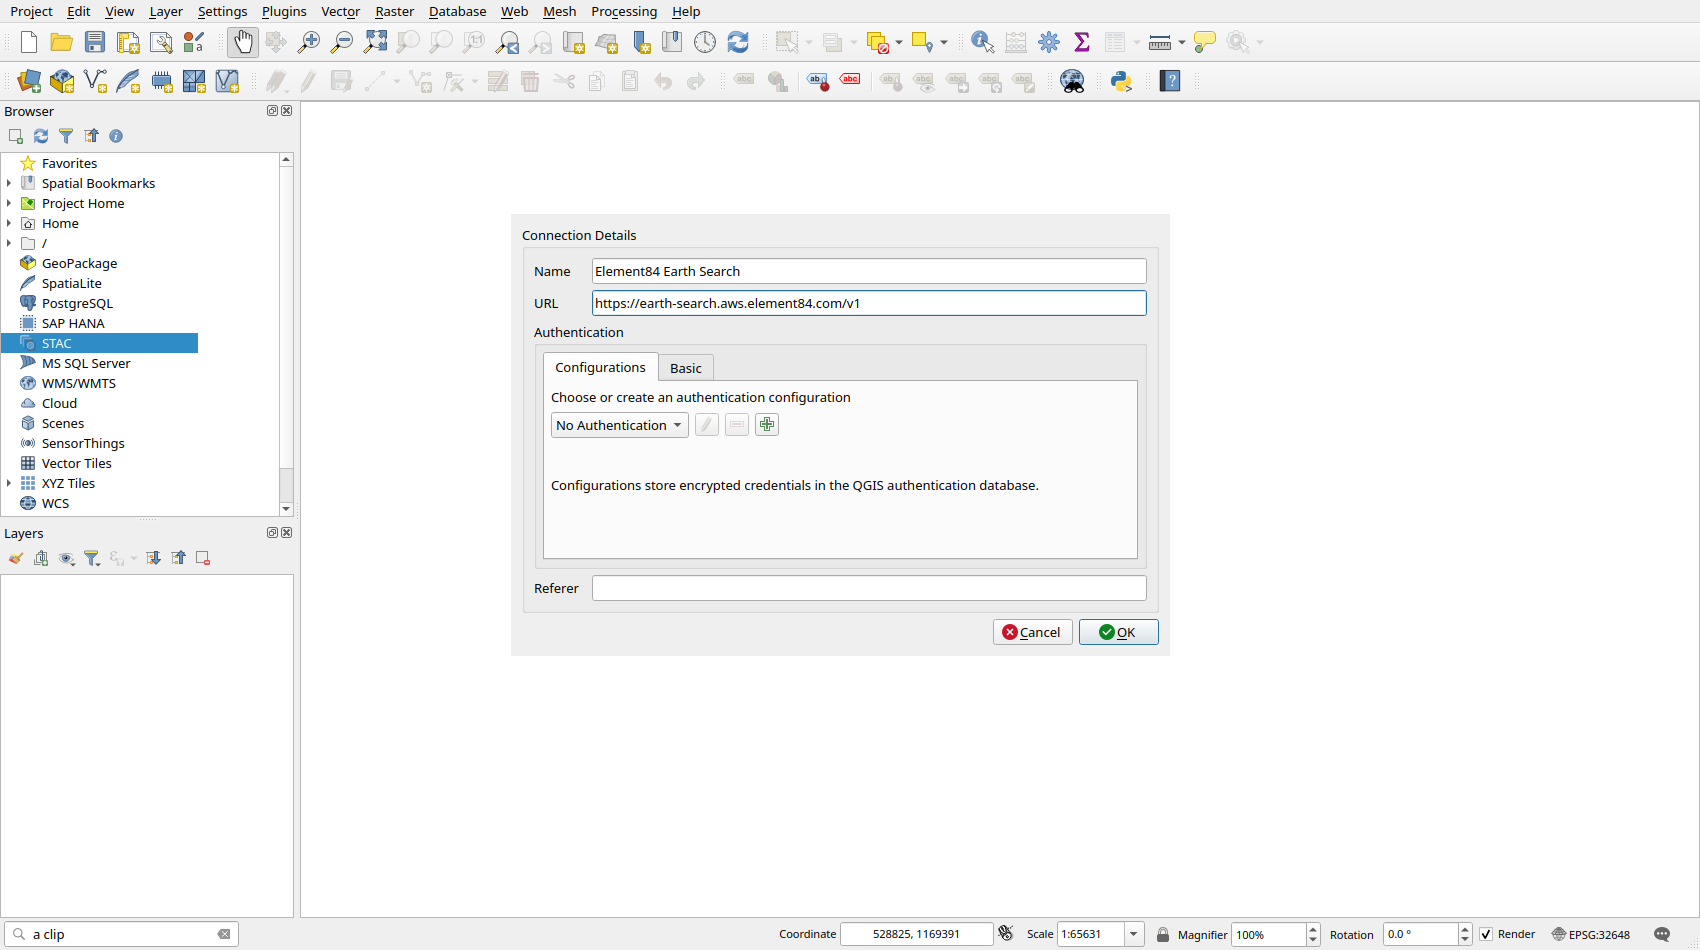 Project Edit View Layer Settings Plugins Vector Raster Database Web Mesh Processing Help
Browser
Favorites
Spatial Bookmarks
Project Home
Home
/
GeoPackage
SpatiaLite
PostgreSQL
SAP HANA
STAC
MS SQL Server
WMS/WMTS
Cloud
Scenes
SensorThings
Vector Tiles
XYZ Tiles
WCS
Layers
Connection Details
Name Element84 Earth Search
URL https://earth-search.aws.element84.com/v1
Authentication
Configurations Basic
Choose or create an authentication configuration
No Authentication
Configurations store encrypted credentials in the QGIS authentication database.
Referer
Cancel OK
a clip
Coordinate 528825, 1169391 Scale 1:65631 Magnifier 100% Rotation 0.0 ° Render EPSG:32648